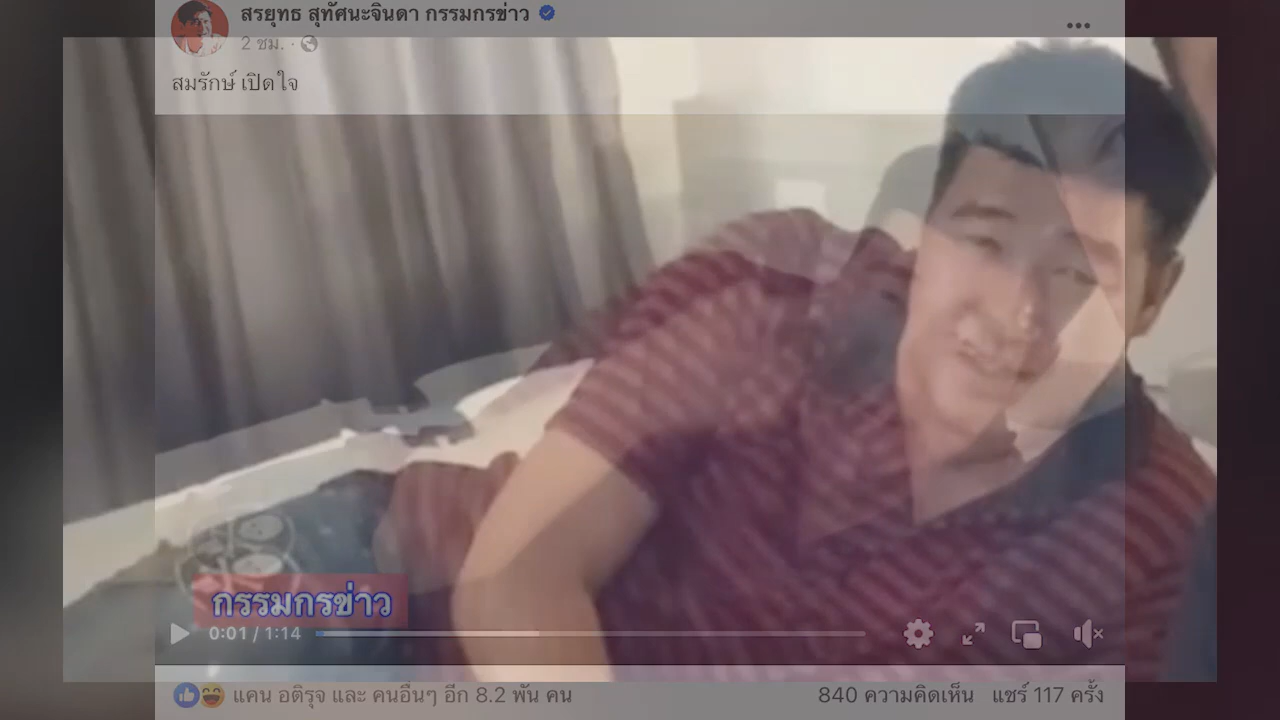 สรยุทธ สุทัศนะจินดา กรรมกรข่าว
2 ชม. ·
สมรักษ์ เปิดใจ
กรรมกรข่าว
0:01 / 1:14
แคน อติรุจ และ คนอื่นๆ อีก 8.2 พัน คน
840 ความคิดเห็น แชร์ 117 ครั้ง